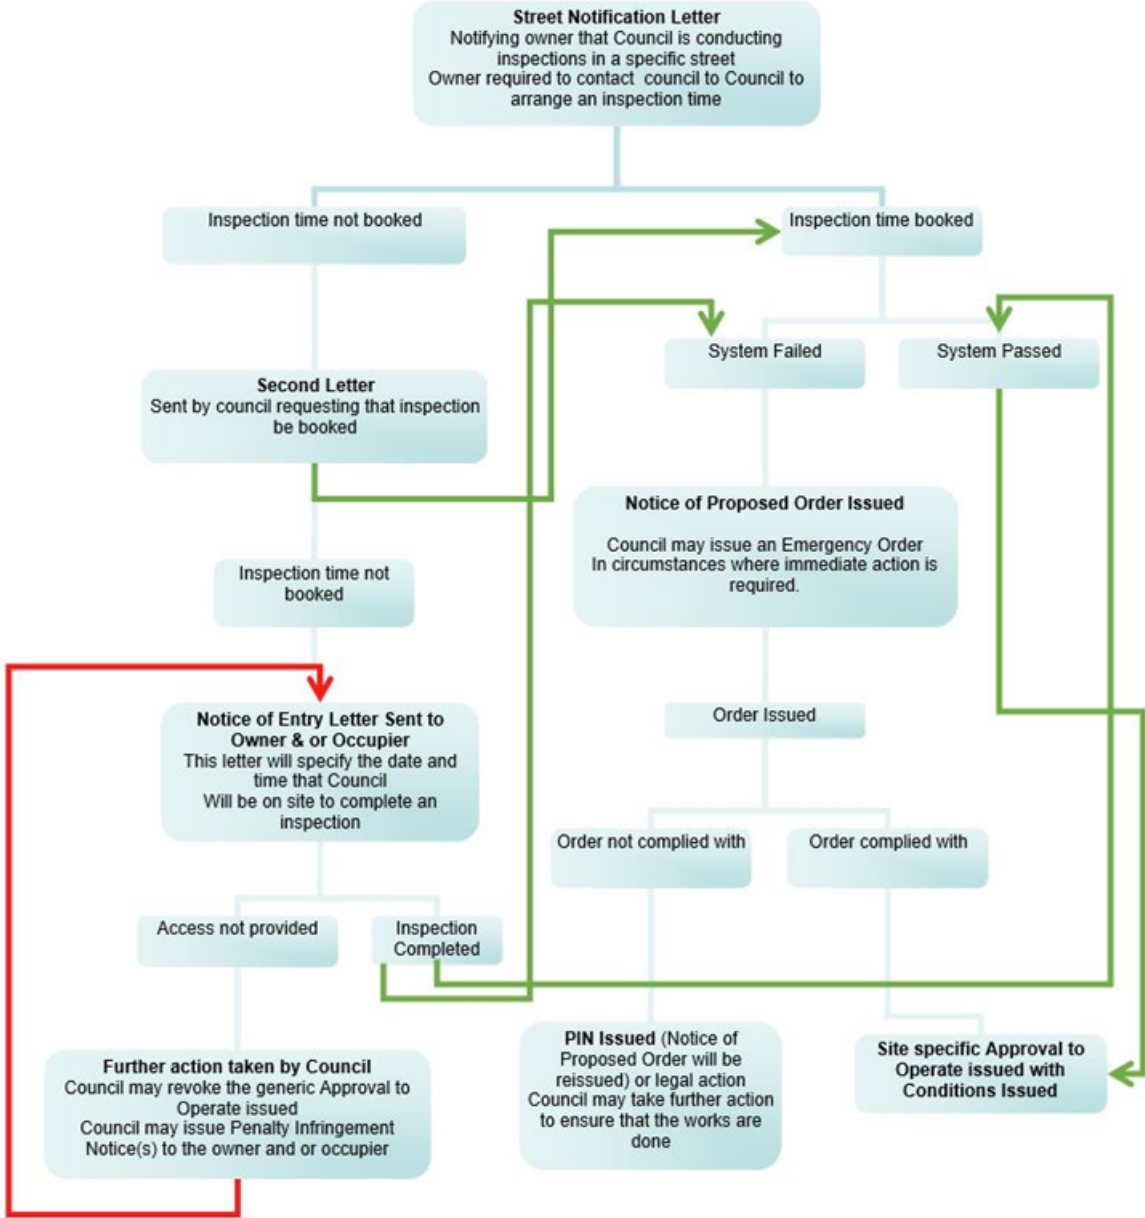 Street Notification Letter
Notifying owner that Council is conducting
inspections in a specific street
Owner required to contact  council to Council to
arrange an inspection time
Inspection time not booked
Inspection time booked
System Failed
System Passed
Second Letter
Sent by council requesting that inspection
be booked
Notice of Proposed Order Issued
Council may issue an Emergency Order
In circumstances where immediate action is
required.
Inspection time not
booked
Notice of Entry Letter Sent to
Owner & or Occupier
This letter will specify the date and
time that Council
Will be on site to complete an
inspection
Order Issued
Order not complied with
Order complied with
Access not provided
Inspection
Completed
Further action taken by Council
Council may revoke the generic Approval to
Operate issued
Council may issue Penalty Infringement
Notice(s) to the owner and or occupier
PIN Issued (Notice of
Proposed Order will be
reissued) or legal action
Council may take further action
to ensure that the works are
done
Site specific Approval to
Operate issued with
Conditions Issued